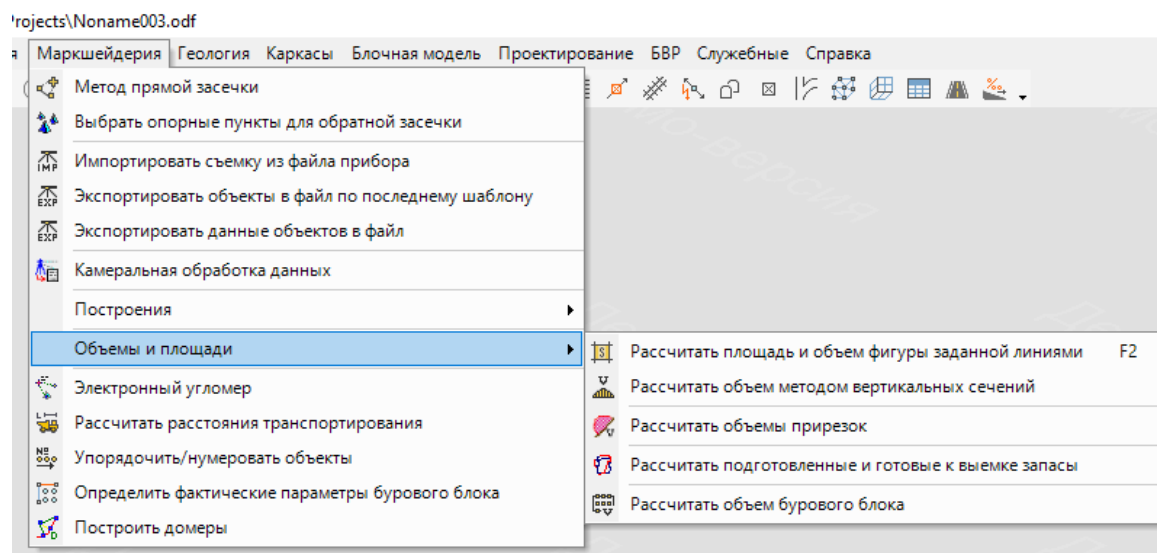 rojects\Noname003.odf
я Маркшейдерия Геология Каркасы Блочная модель Проектирование БВР Служебные Справка
Метод прямой засечки
Выбрать опорные пункты для обратной засечки
IMP Импортировать съемку из файла прибора
EXP Экспортировать объекты в файл по последнему шаблону
EXP Экспортировать данные объектов в файл
Камеральная обработка данных
Построения
Объемы и площади
Электронный угломер
Рассчитать расстояния транспортирования
Упорядочить/нумеровать объекты
Определить фактические параметры бурового блока
Построить домеры
S Рассчитать площадь и объем фигуры заданной линиями F2
Рассчитать объем методом вертикальных сечений
Рассчитать объемы прирезок
Рассчитать подготовленные и готовые к выемке запасы
Рассчитать объем бурового блока